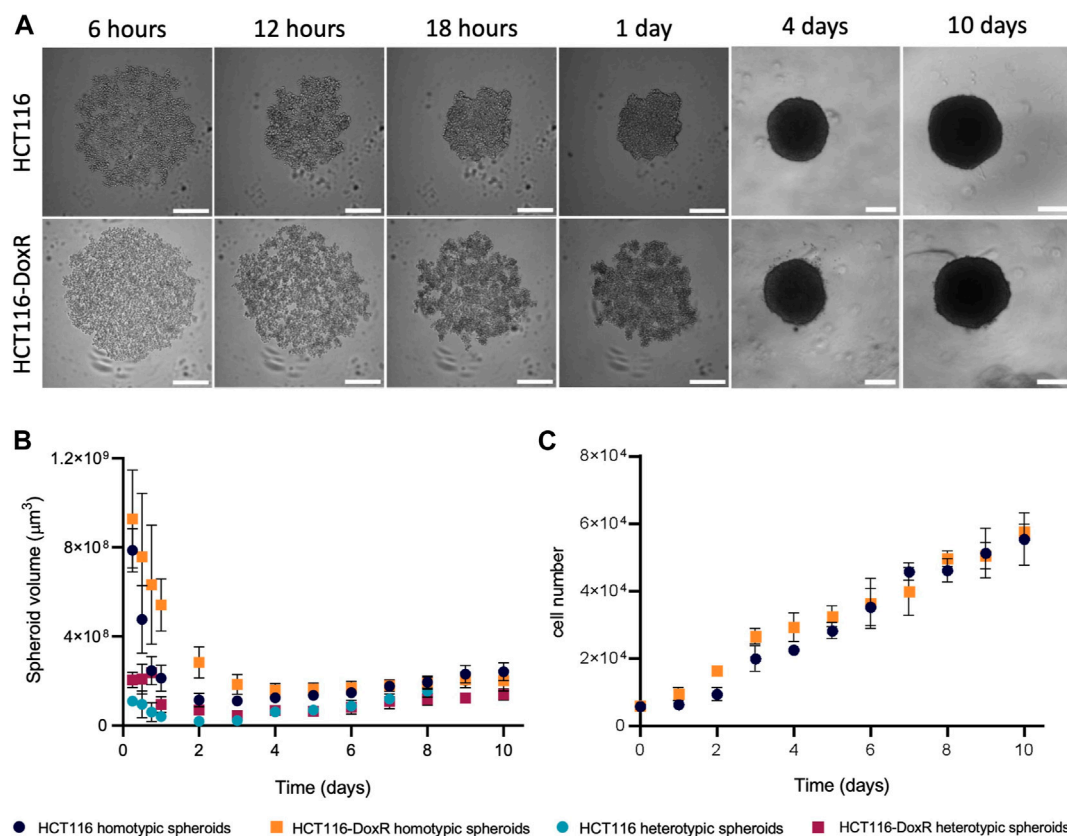 A
6 hours
12 hours
18 hours
1 day
4 days
10 days
HCT116
HCT116-DoxR
B
1.2×10⁹
8×10⁸
4×10⁸
0
Spheroid volume (μm³)
0 2 4 6 8 10
Time (days)
C
8×10⁴
6×10⁴
4×10⁴
2×10⁴
0
cell number
0 2 4 6 8 10
Time (days)
HCT116 homotypic spheroids
HCT116-DoxR homotypic spheroids
HCT116 heterotypic spheroids
HCT116-DoxR heterotypic spheroids